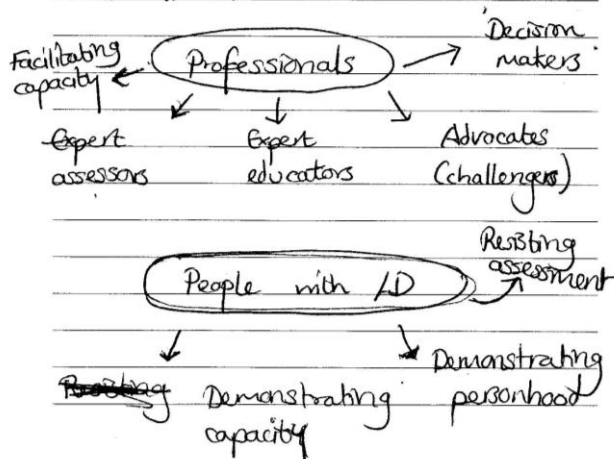 'Decision
makers'
Facilitating
capacity
Professionals
Expert
assessors
Expert
educators
Advocates
(challengers)
People with LD
Resisting
assessment
Resisting
Demonstrating
capacity
Demonstrating
personhood